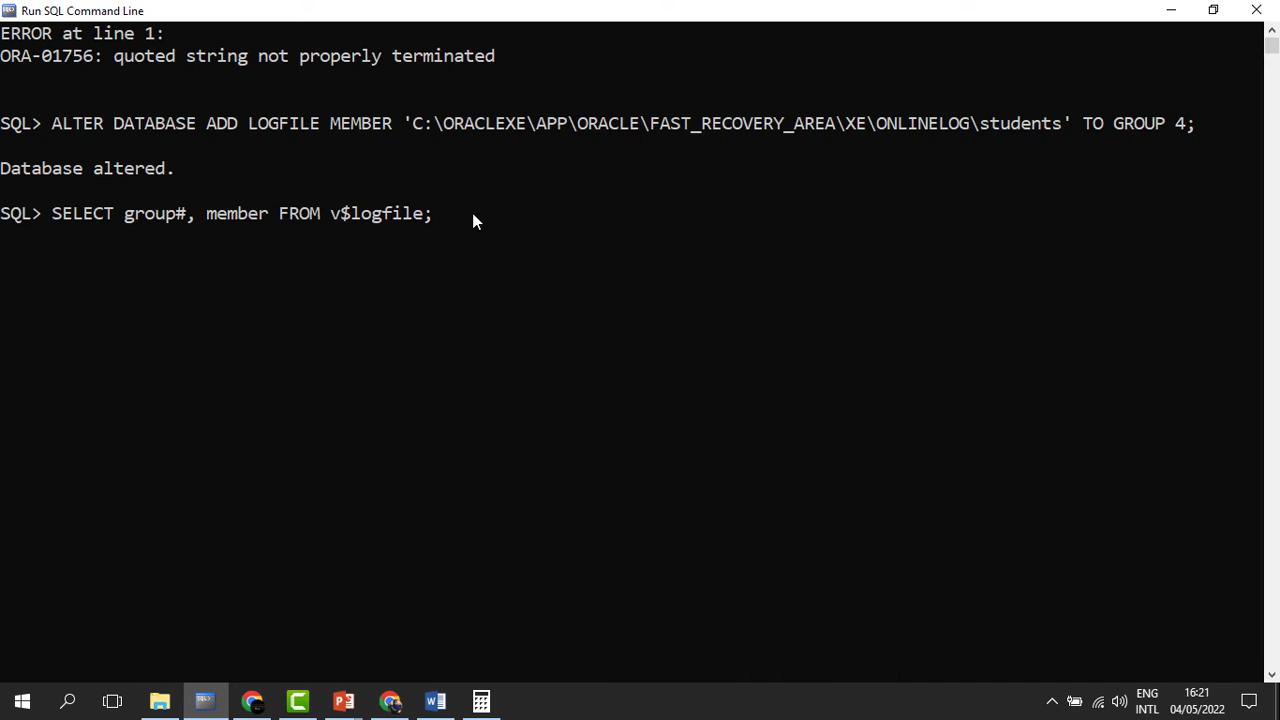 Run SQL Command Line
ERROR at line 1:
ORA-01756: quoted string not properly terminated
SQL> ALTER DATABASE ADD LOGFILE MEMBER 'C:\ORACLEXE\APP\ORACLE\FAST_RECOVERY_AREA\XE\ONLINELOG\students' TO GROUP 4;
Database altered.
SQL> SELECT group#, member FROM v$logfile;
ENG
INTL
16:21
04/05/2022